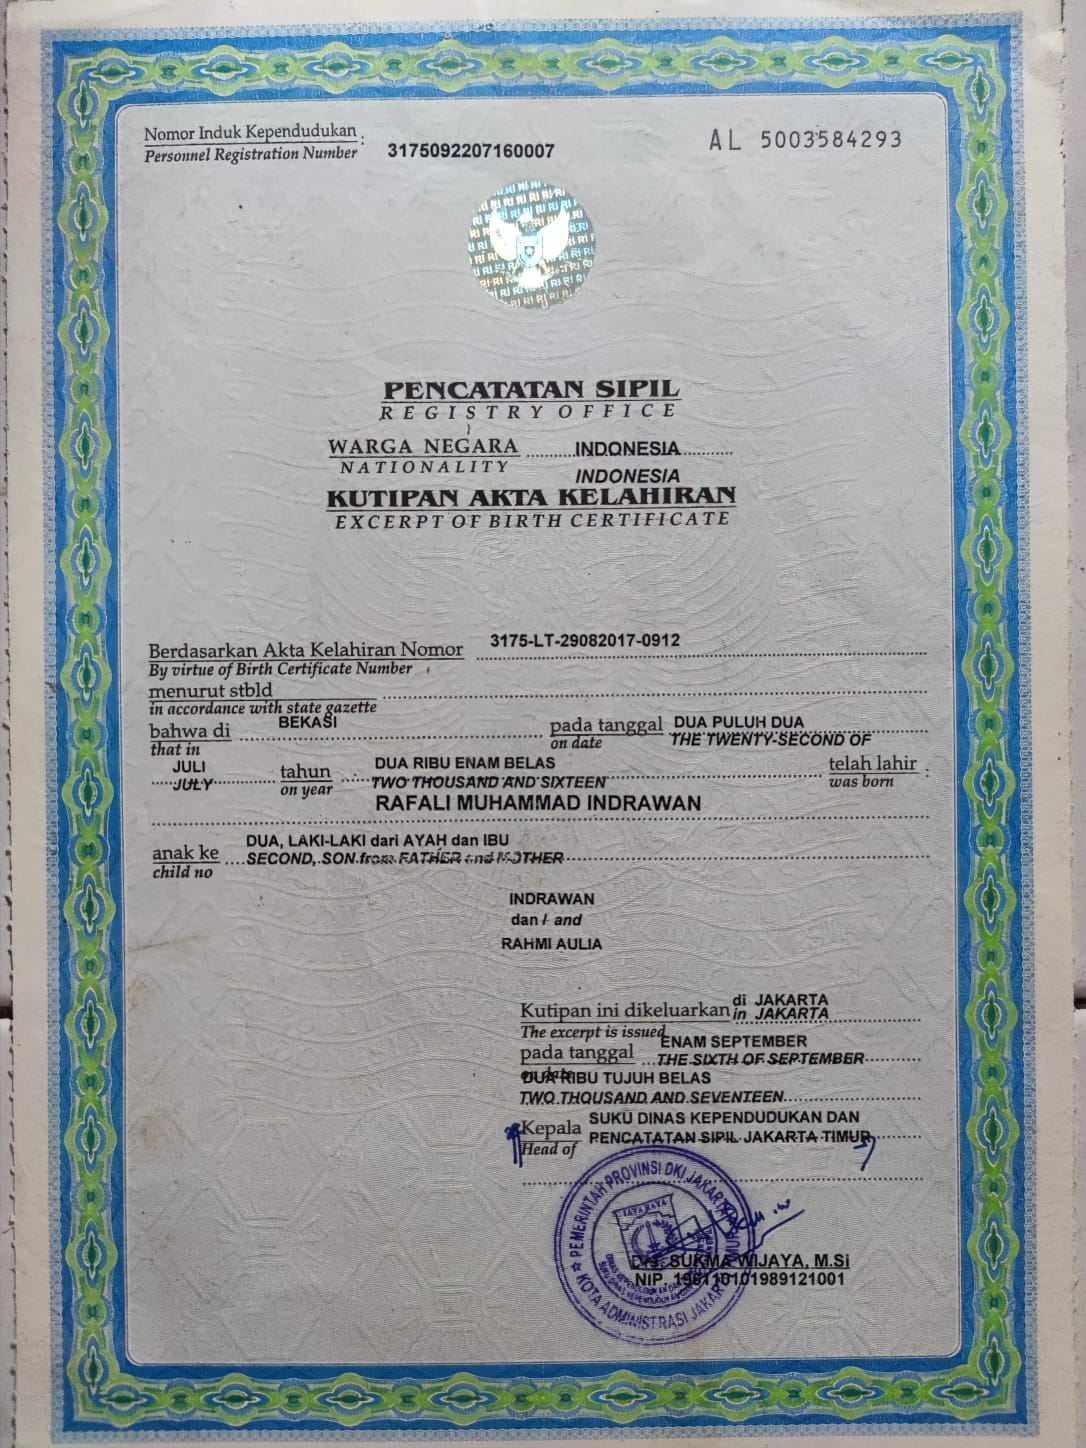 Nomor Induk Kependudukan : 3175092207160007
Personnel Registration Number
AL 5003584293
PENCATATAN SIPIL
REGISTRY OFFICE
WARGA NEGARA INDONESIA
NATIONALITY INDONESIA
KUTIPAN AKTA KELAHIRAN
EXCERPT OF BIRTH CERTIFICATE
Berdasarkan Akta Kelahiran Nomor 3175-LT-29082017-0912
By virtue of Birth Certificate Number
menurut stbld
in accordance with state gazette
bahwa di BEKASI pada tanggal DUA PULUH DUA
that in on date THE TWENTY-SECOND OF
JULI tahun DUA RIBU ENAM BELAS telah lahir :
JULY on year TWO THOUSAND AND SIXTEEN was born
RAFALI MUHAMMAD INDRAWAN
anak ke DUA, LAKI-LAKI dari AYAH dan IBU
child no SECOND, SON from FATHER and MOTHER
INDRAWAN
dan / and
RAHMI AULIA
Kutipan ini dikeluarkan di JAKARTA
The excerpt is issued in JAKARTA
pada tanggal ENAM SEPTEMBER
on date THE SIXTH OF SEPTEMBER
DUA RIBU TUJUH BELAS
TWO THOUSAND AND SEVENTEEN
Kepala SUKU DINAS KEPENDUDUKAN DAN
Head of PENCATATAN SIPIL JAKARTA TIMUR
PEMERINTAH PROVINSI DKI JAKARTA
JAYA RAYA
KOTA ADMINISTRASI JAKARTA TIMUR
Drs. SUKMA WIJAYA, M.Si
NIP. 196110101989121001